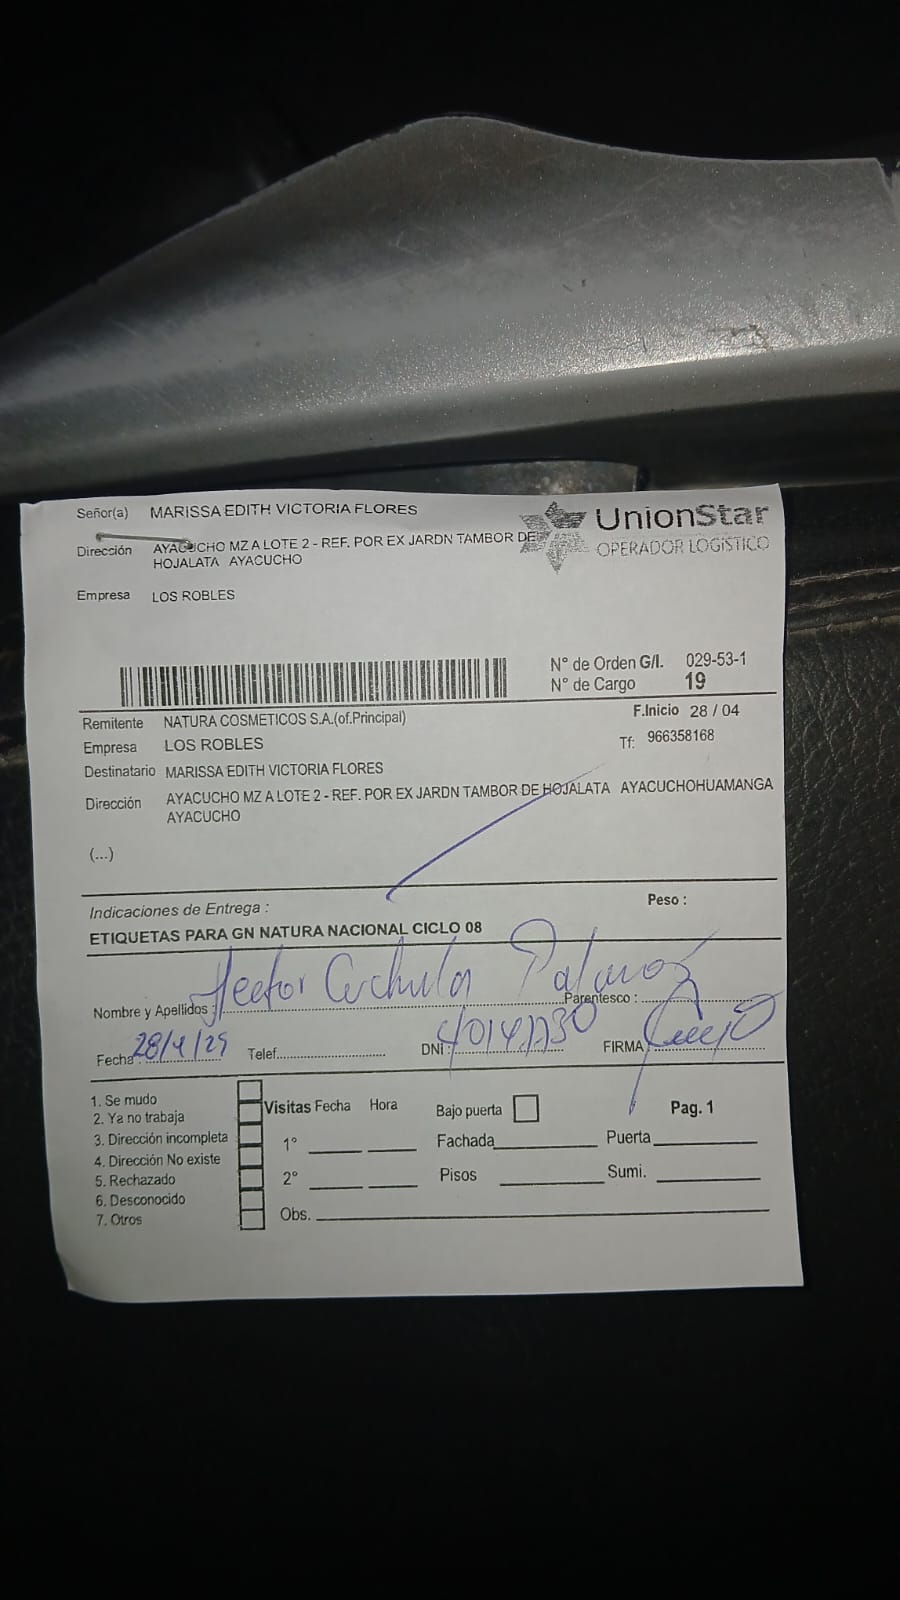 Señor(a) MARISSA EDITH VICTORIA FLORES
UnionStar
OPERADOR LOGÍSTICO
Dirección AYACUCHO MZ A LOTE 2 - REF. POR EX JARDN TAMBOR DE
HOJALATA AYACUCHO
Empresa LOS ROBLES
N° de Orden G/I. 029-53-1
N° de Cargo 19
Remitente NATURA COSMETICOS S.A.(of.Principal) F.Inicio 28 / 04
Empresa LOS ROBLES Tf: 966358168
Destinatario MARISSA EDITH VICTORIA FLORES
Dirección AYACUCHO MZ A LOTE 2 - REF. POR EX JARDN TAMBOR DE HOJALATA AYACUCHOHUAMANGA
AYACUCHO
(...)
Indicaciones de Entrega : Peso :
ETIQUETAS PARA GN NATURA NACIONAL CICLO 08
Nombre y Apellidos : Hector Parentesco :
Fecha Telef. DNI : FIRMA
1. Se mudo
2. Ya no trabaja
3. Dirección incompleta
4. Dirección No existe
5. Rechazado
6. Desconocido
7. Otros
Visitas Fecha Hora Bajo puerta Pag. 1
1° Fachada Puerta
2° Pisos Sumi.
Obs.